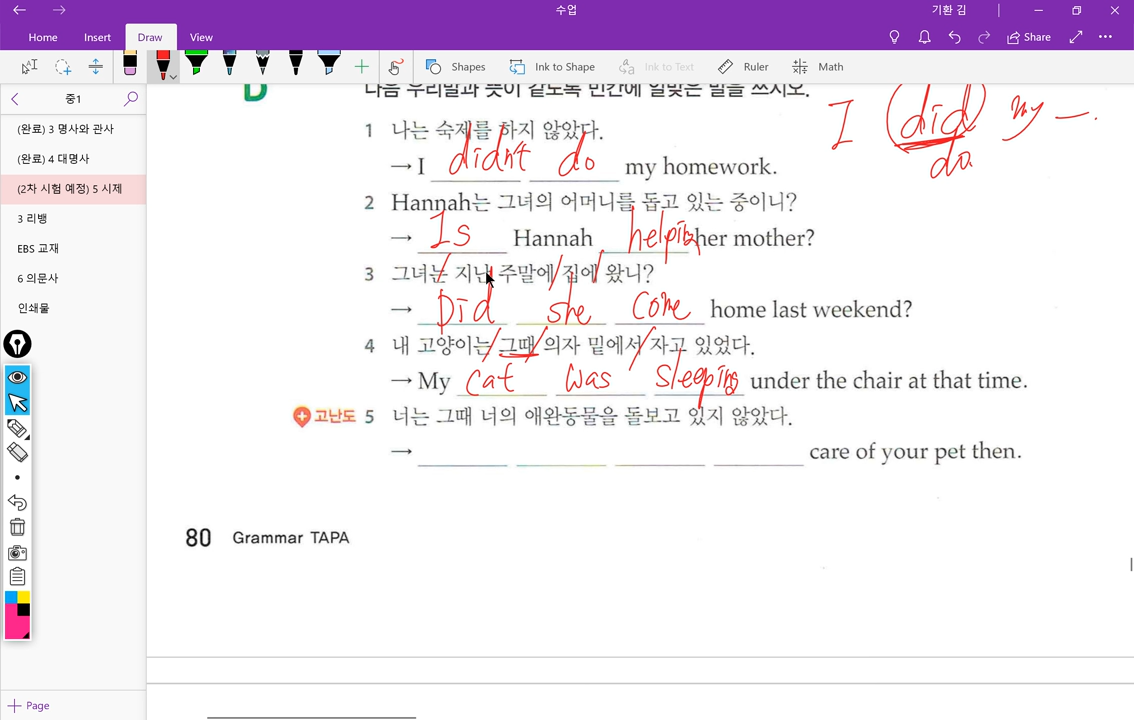 수업
기환 김
Home Insert Draw View
Share
Shapes Ink to Shape Ink to Text Ruler Math
중1
(완료) 3 명사와 관사
(완료) 4 대명사
(2차 시험 예정) 5 시제
3 리뱅
EBS 교재
6 의문사
인쇄물
Page
D 다음 우리말과 뜻이 같도록 빈칸에 알맞은 말을 쓰시오.
I (did) my
do
1 나는 숙제를 하지 않았다.
→ I didn't do my homework.
2 Hannah는 그녀의 어머니를 돕고 있는 중이니?
→ Is Hannah helping her mother?
3 그녀는 지난 주말에 집에 왔니?
→ Did she come home last weekend?
4 내 고양이는 그때 의자 밑에서 자고 있었다.
→ My cat was sleeping under the chair at that time.
고난도 5 너는 그때 너의 애완동물을 돌보고 있지 않았다.
→ care of your pet then.
80 Grammar TAPA